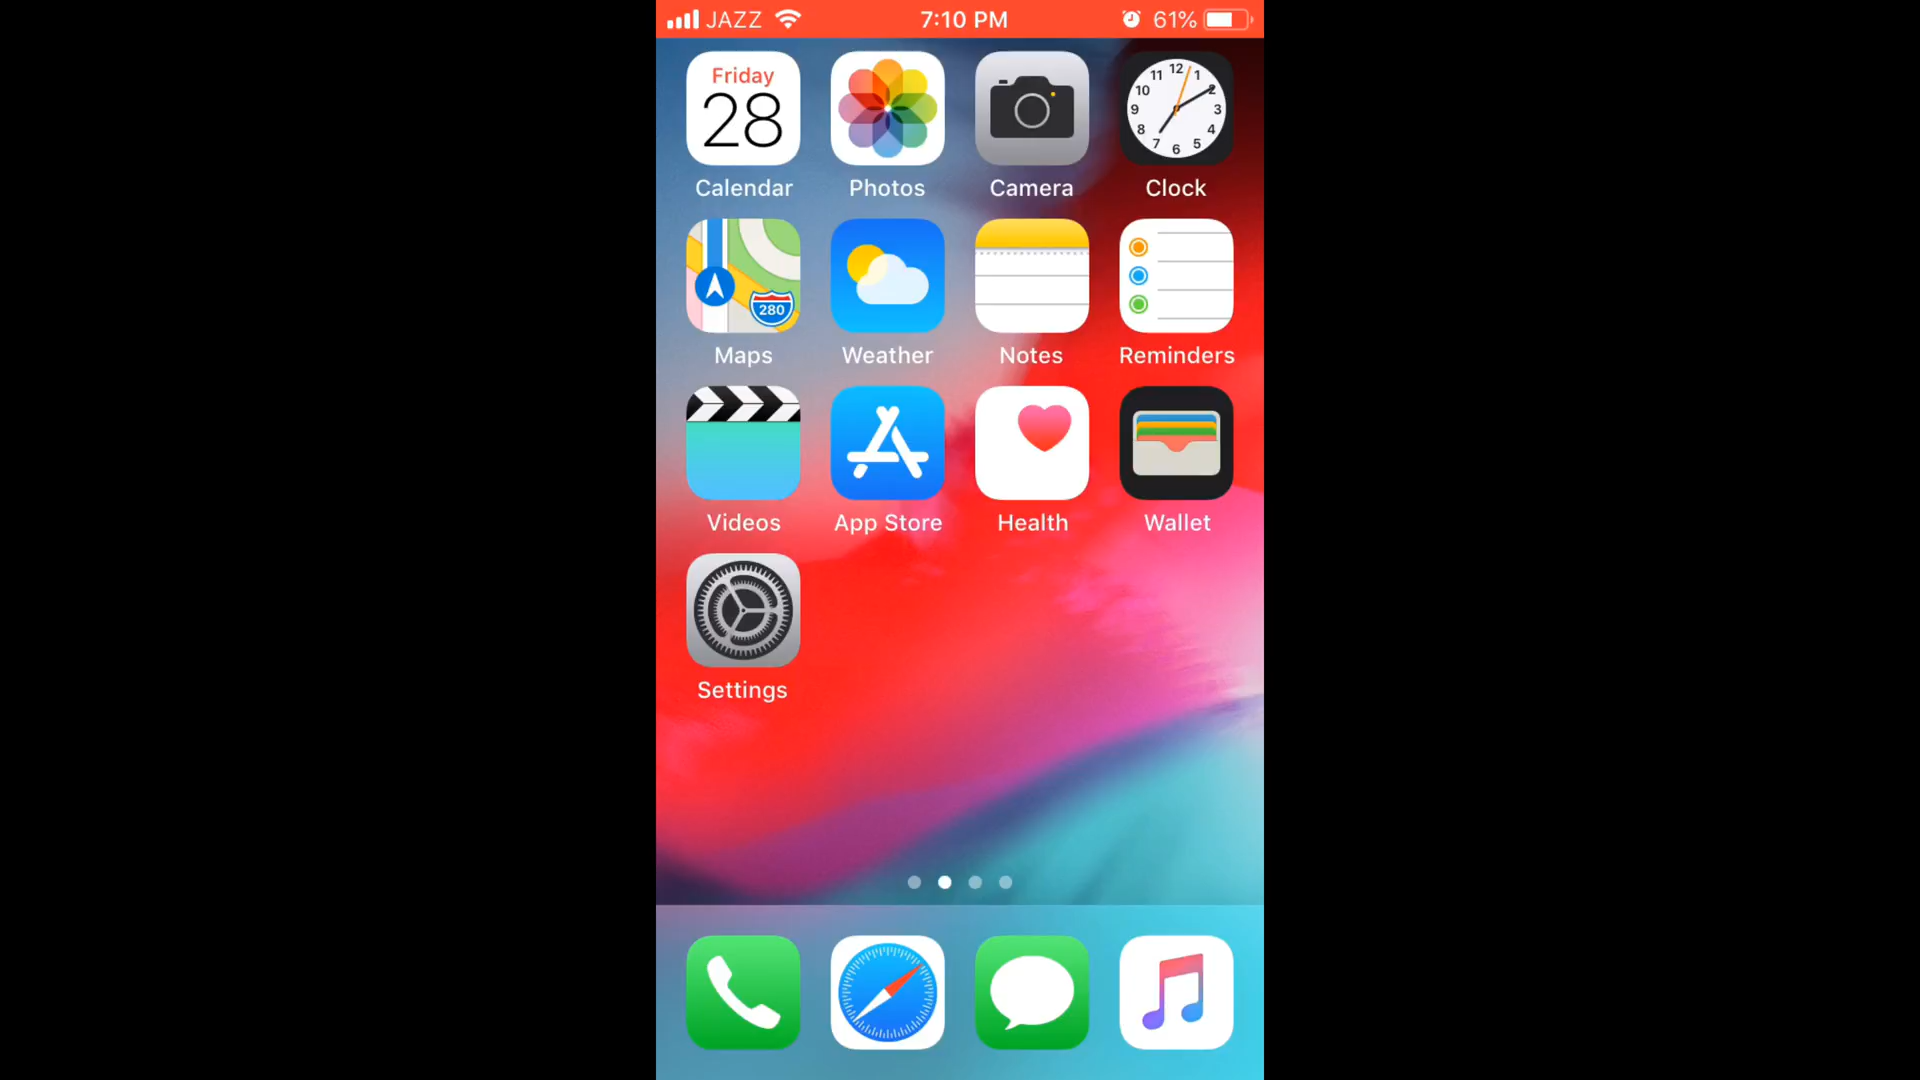 JAZZ 7:10 PM 61%
Friday
28
12
11 1
10 2
9 3
8 4
7 5
6
Calendar Photos Camera Clock
280
Maps Weather Notes Reminders
Videos App Store Health Wallet
Settings